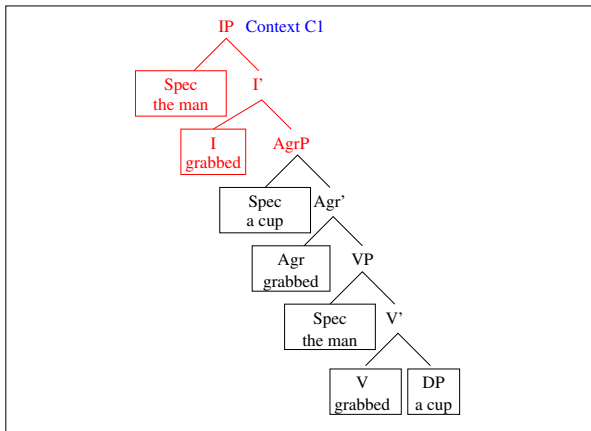 IP Context C1
Spec I'
the man
I AgrP
grabbed
Spec Agr'
a cup
Agr VP
grabbed
Spec V'
the man
V DP
grabbed a cup